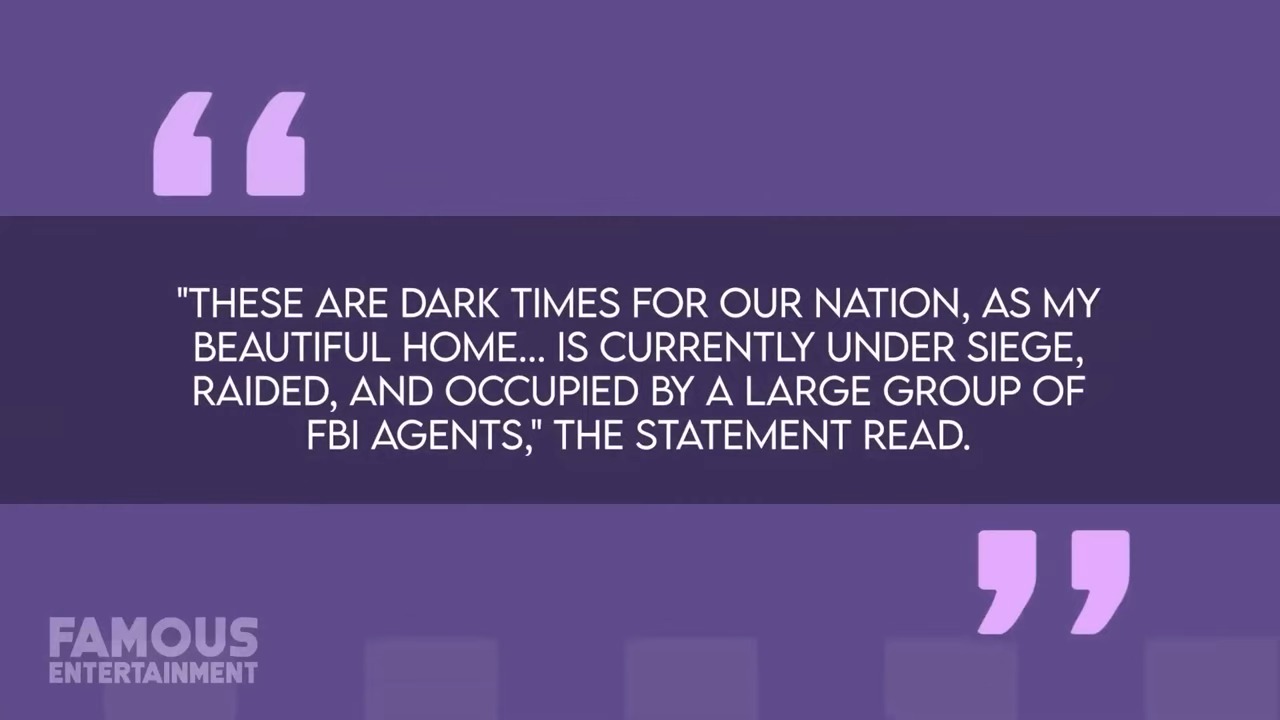 "THESE ARE DARK TIMES FOR OUR NATION, AS MY
BEAUTIFUL HOME... IS CURRENTLY UNDER SIEGE,
RAIDED, AND OCCUPIED BY A LARGE GROUP OF
FBI AGENTS," THE STATEMENT READ.
FAMOUS
ENTERTAINMENT